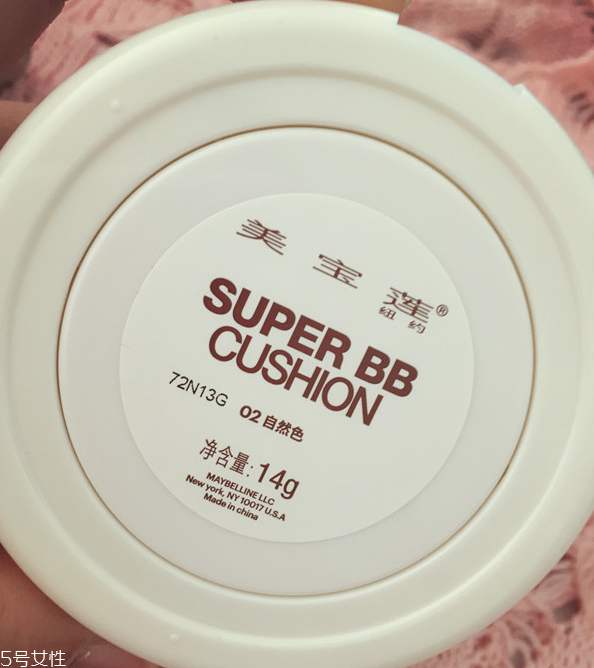 美宝莲®
纽约
SUPER BB
CUSHION
72N13G 02 自然色
净含量: 14g
MAYBELLINE LLC
New york, NY 10017 U.S.A
Made in china
5号女性